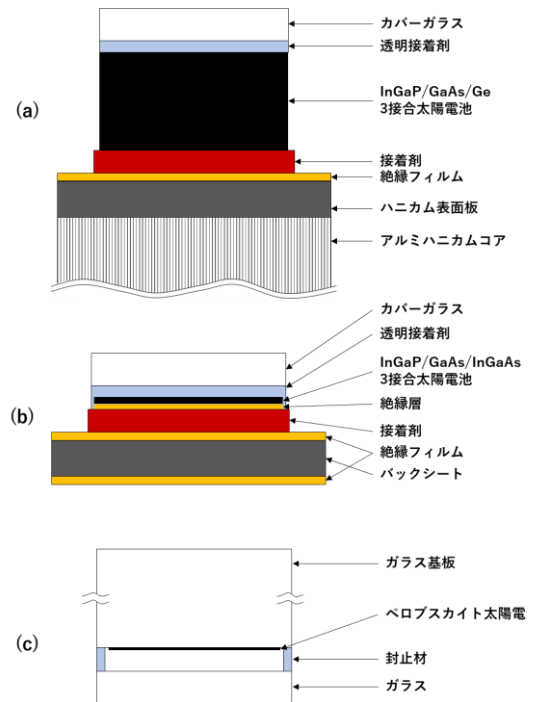 カバーガラス
透明接着剤
(a)
InGaP/GaAs/Ge
3接合太陽電池
接着剤
絶縁フィルム
ハニカム表面板
アルミハニカムコア
カバーガラス
透明接着剤
InGaP/GaAs/InGaAs
3接合太陽電池
絶縁層
(b)
接着剤
絶縁フィルム
バックシート
ガラス基板
ペロブスカイト太陽電
(c)
封止材
ガラス